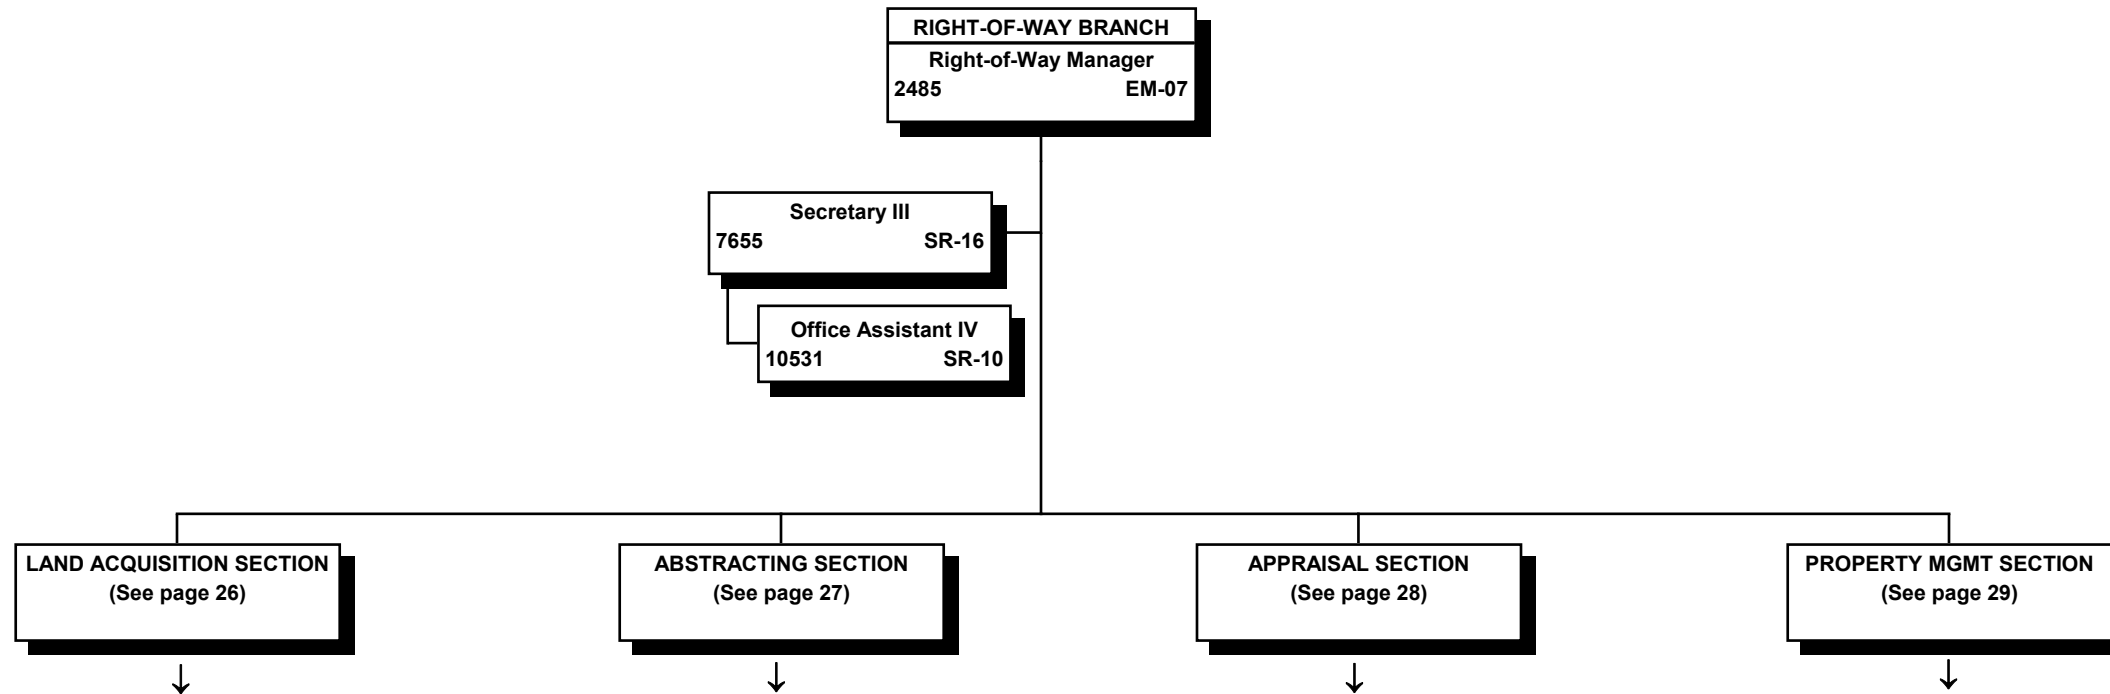 RIGHT-OF-WAY BRANCH
Right-of-Way Manager
2485 EM-07
Secretary III
7655 SR-16
Office Assistant IV
10531 SR-10
LAND ACQUISITION SECTION
(See page 26)
ABSTRACTING SECTION
(See page 27)
APPRAISAL SECTION
(See page 28)
PROPERTY MGMT SECTION
(See page 29)